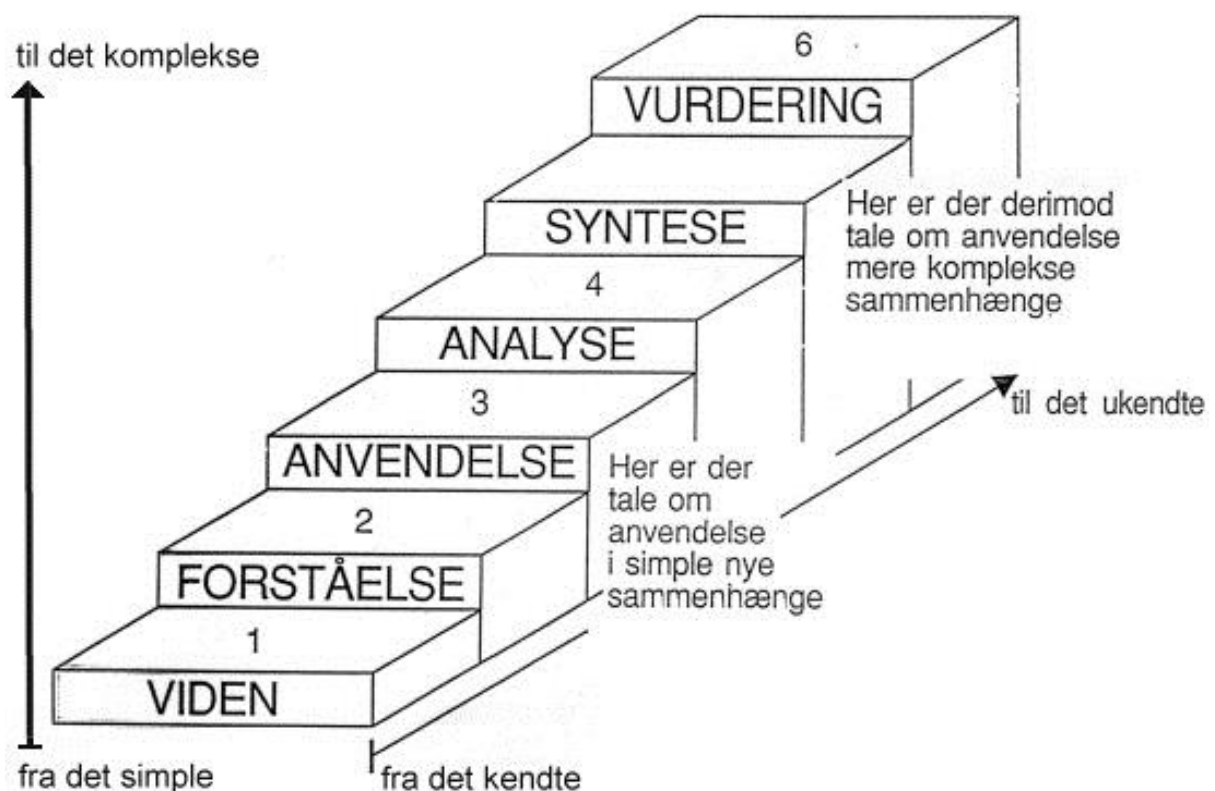 til det komplekse
6
VURDERING
SYNTESE
Her er der derimod
tale om anvendelse
mere komplekse
sammenhænge
4
ANALYSE
til det ukendte
3
ANVENDELSE
Her er der
tale om
anvendelse
i simple nye
sammenhænge
2
FORSTÅELSE
1
VIDEN
fra det simple
fra det kendte